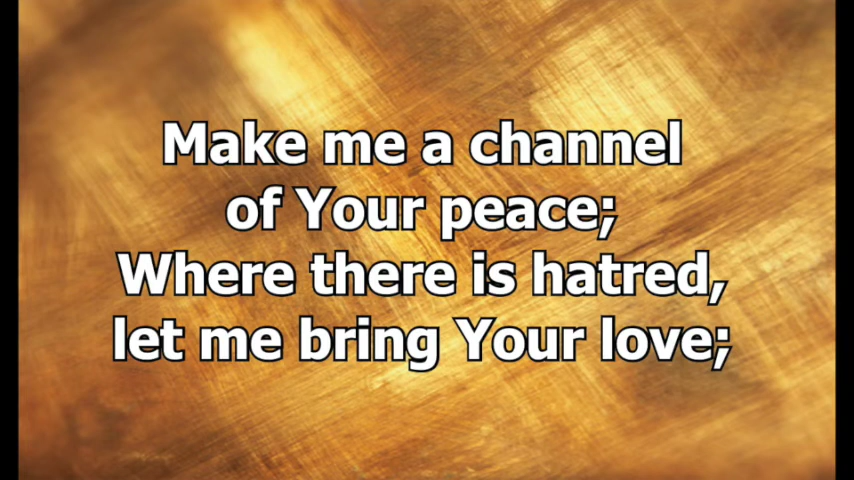 Make me a channel
of Your peace;
Where there is hatred,
let me bring Your love;